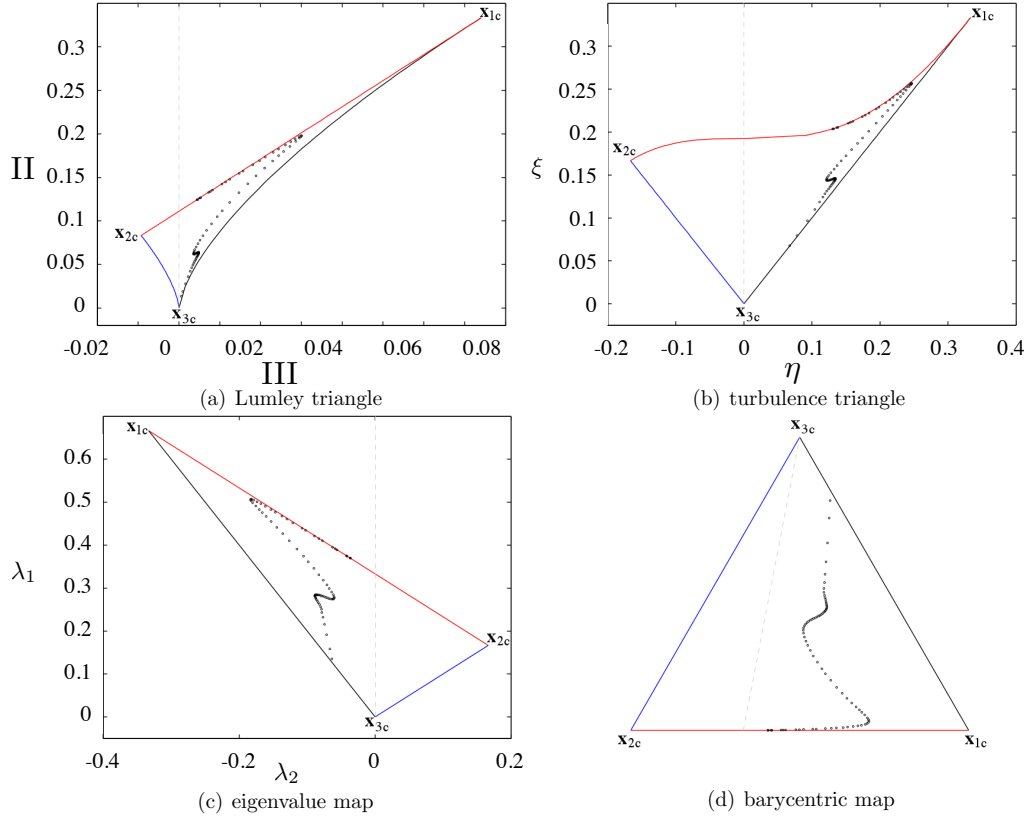 x1c
0.3
0.25
0.2
II
0.15
x2c
0.1
0.05
0
x3c
-0.02 0 0.02 0.04 0.06 0.08
III
(a) Lumley triangle
x1c
0.3
0.25
0.2
x2c
ξ
0.15
0.1
0.05
0
x3c
-0.2 -0.1 0 0.1 0.2 0.3 0.4
η
(b) turbulence triangle
x1c
0.6
0.5
0.4
λ1
0.3
0.2
x2c
0.1
0
x3c
-0.4 -0.2 0 0.2
λ2
(c) eigenvalue map
x3c
x2c x1c
(d) barycentric map